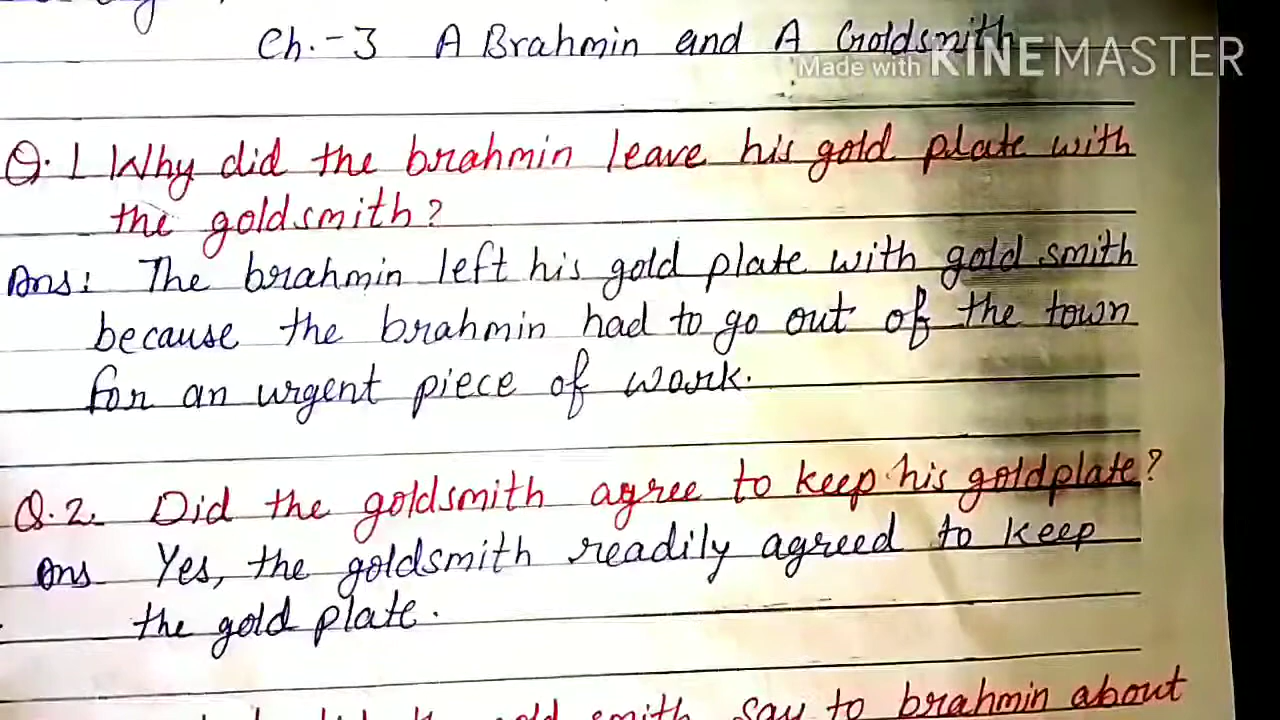 Ch.-3 A Brahmin and A Goldsmith
Made with KINEMASTER
Q.1 Why did the brahmin leave his gold plate with
the goldsmith?
Ans: The brahmin left his gold plate with gold smith
because the brahmin had to go out of the town
for an urgent piece of work.
Q.2. Did the goldsmith agree to keep his goldplate?
Ans Yes, the goldsmith readily agreed to keep
the gold plate.
smith say to brahmin about